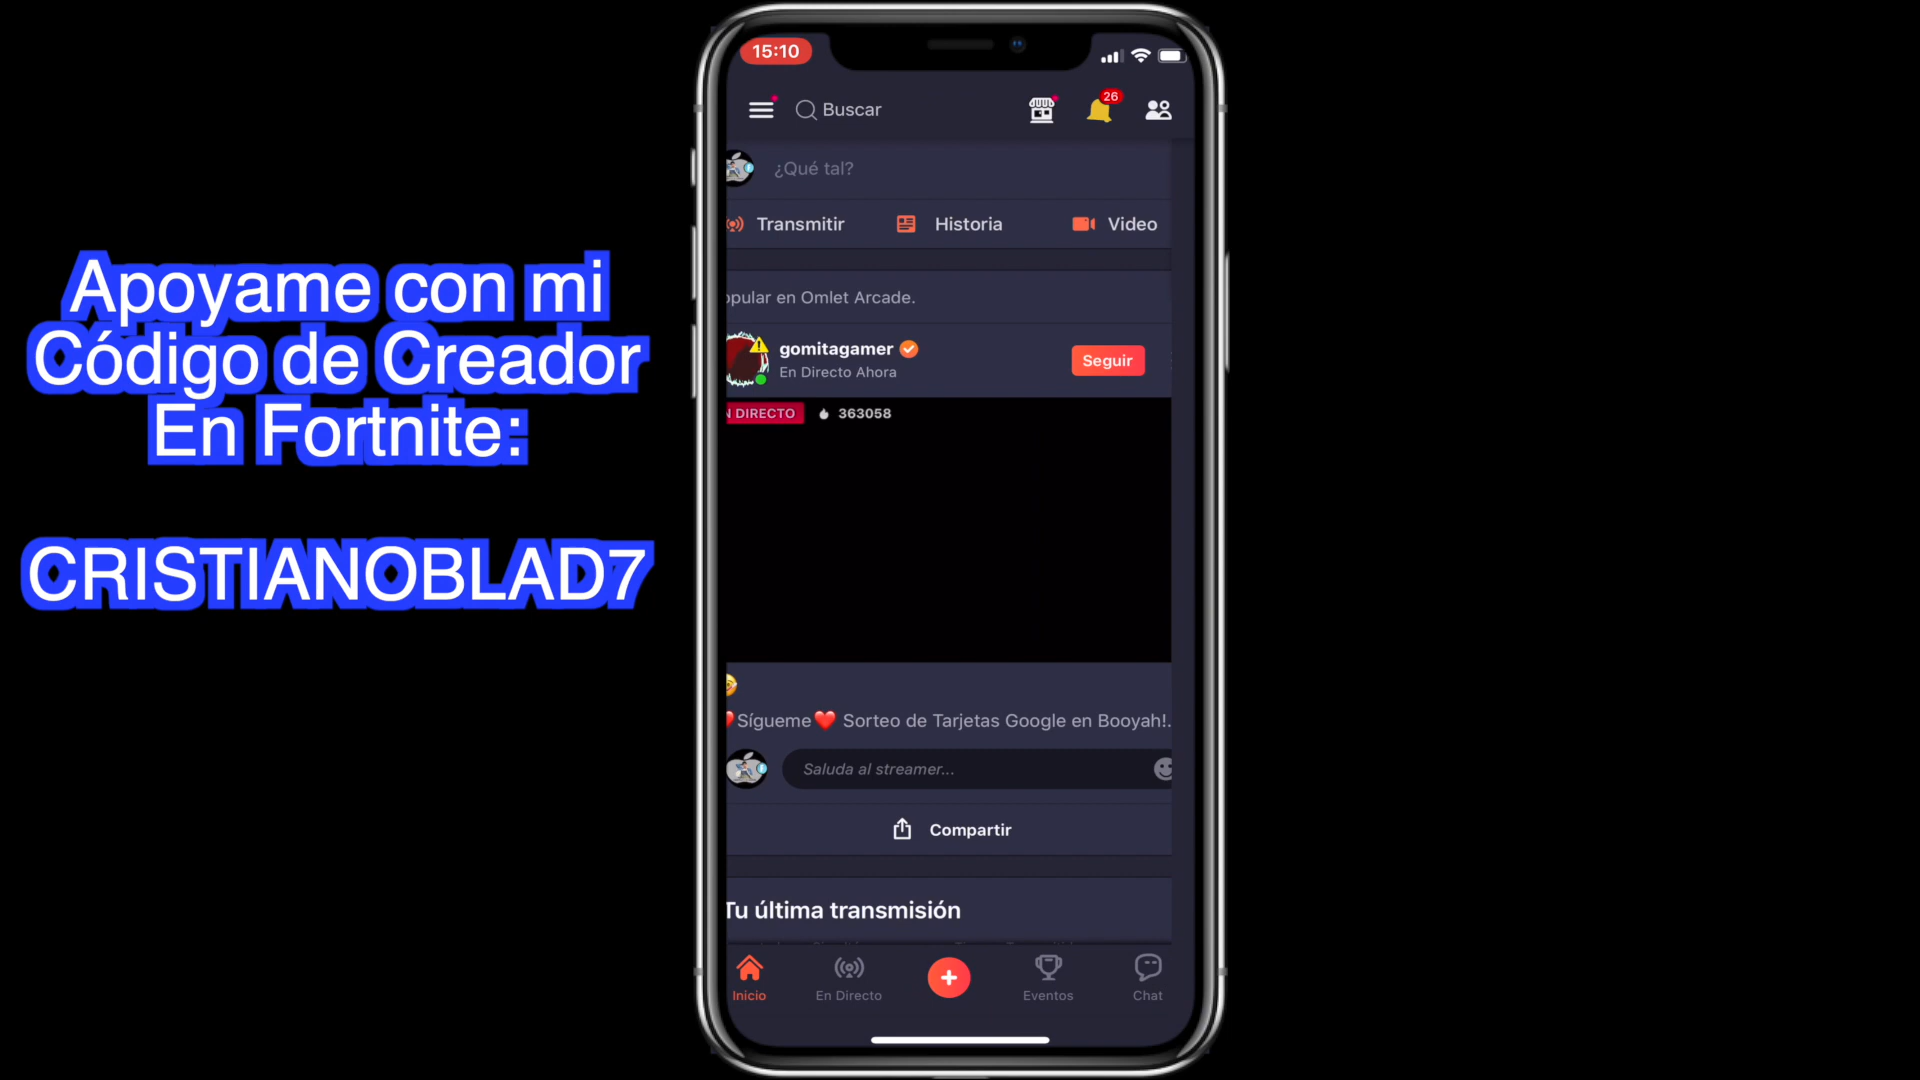 Apoyame con mi
Código de Creador
En Fortnite:
CRISTIANOBLAD7
15:10
Buscar
26
¿Qué tal?
Transmitir
Historia
Video
opular en Omlet Arcade.
gomitagamer
Seguir
En Directo Ahora
N DIRECTO
363058
Sígueme❤️ Sorteo de Tarjetas Google en Booyah!.
Saluda al streamer...
Compartir
Tu última transmisión
Inicio
En Directo
Eventos
Chat